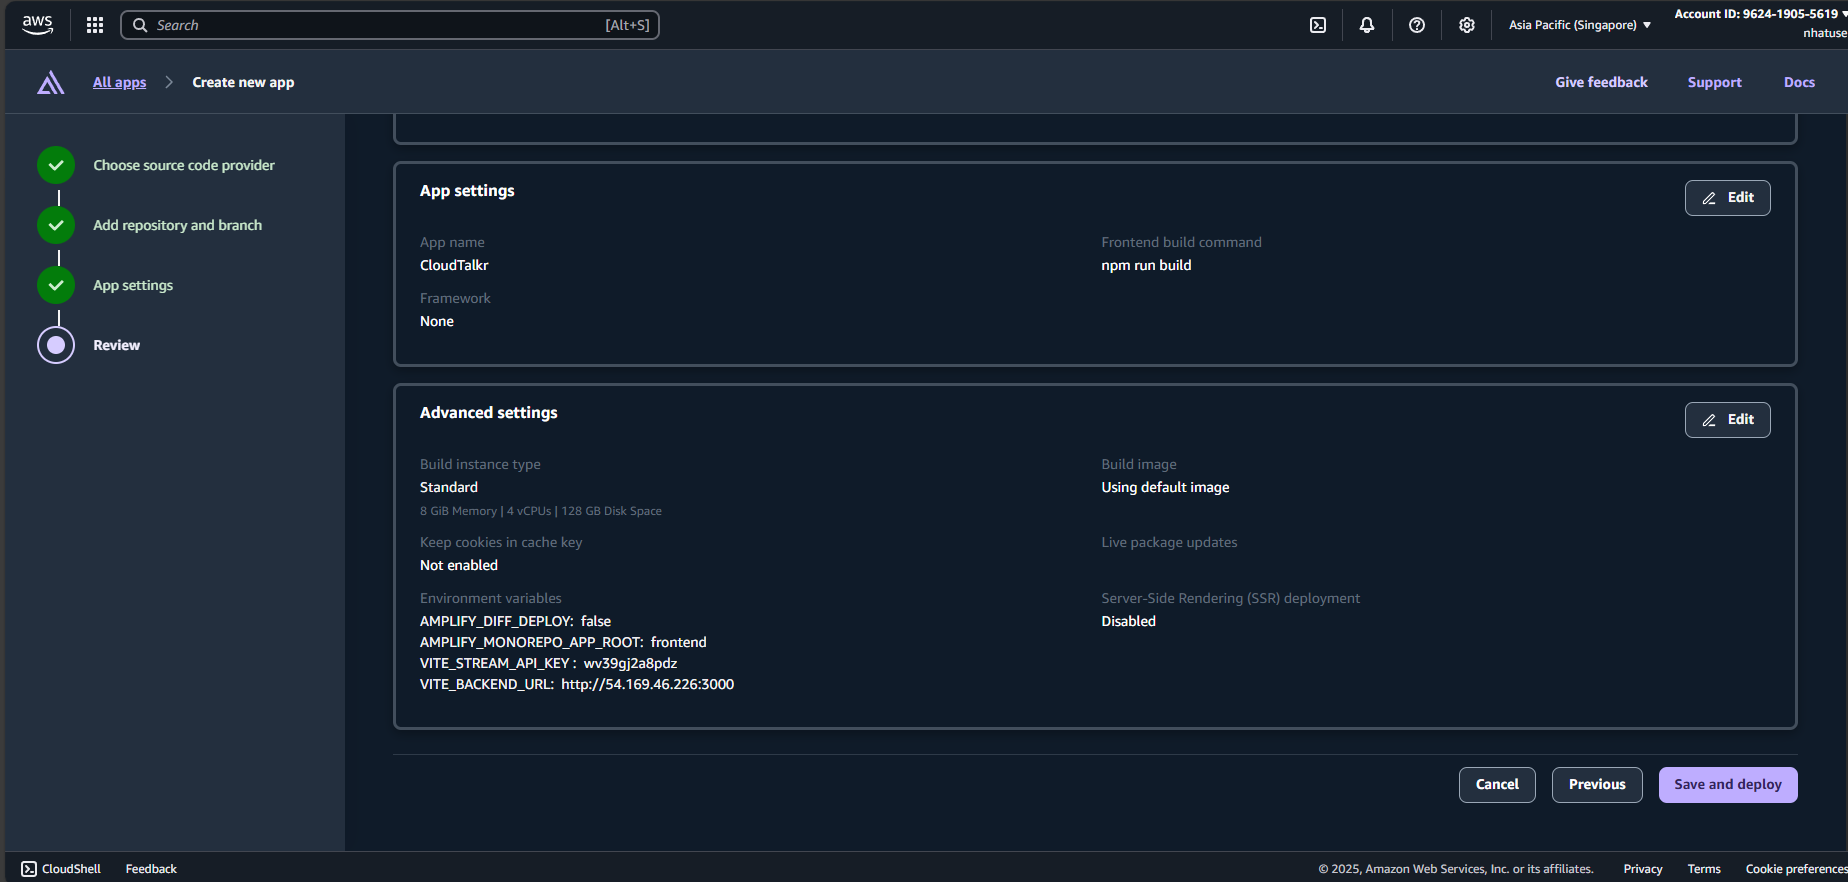 aws
Search [Alt+S]
Asia Pacific (Singapore)
Account ID: 9624-1905-5619
nhatuse
All apps
Create new app
Give feedback
Support
Docs
Choose source code provider
Add repository and branch
App settings
Review
App settings
Edit
App name
CloudTalkr
Frontend build command
npm run build
Framework
None
Advanced settings
Edit
Build instance type
Standard
8 GiB Memory | 4 vCPUs | 128 GB Disk Space
Build image
Using default image
Keep cookies in cache key
Not enabled
Live package updates
Environment variables
AMPLIFY_DIFF_DEPLOY: false
AMPLIFY_MONOREPO_APP_ROOT: frontend
VITE_STREAM_API_KEY : wv39gj2a8pdz
VITE_BACKEND_URL: http://54.169.46.226:3000
Server-Side Rendering (SSR) deployment
Disabled
Cancel
Previous
Save and deploy
CloudShell
Feedback
© 2025, Amazon Web Services, Inc. or its affiliates.
Privacy
Terms
Cookie preferences